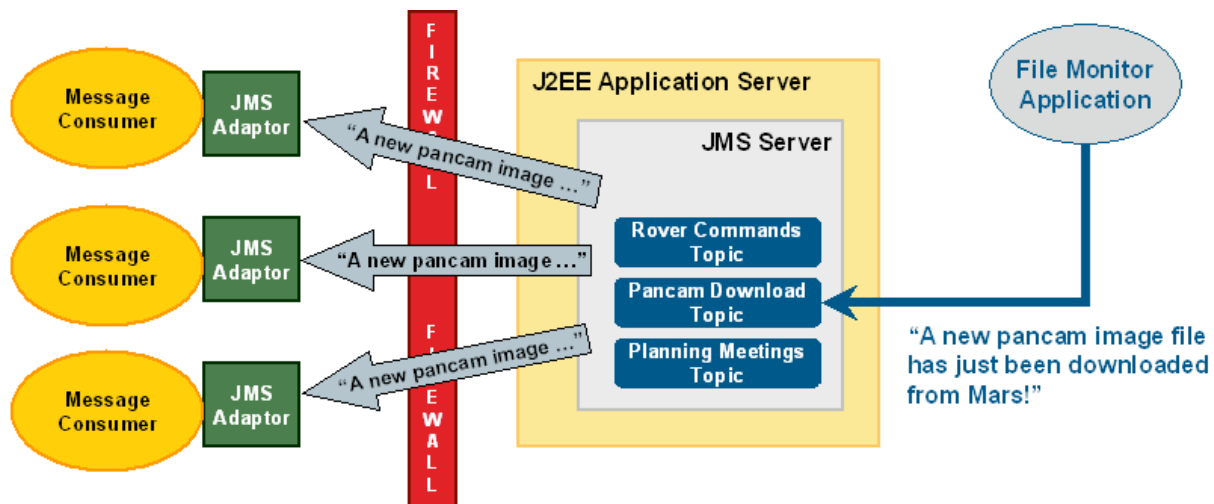 Message
Consumer
JMS
Adaptor
"A new pancam image ..."
Message
Consumer
JMS
Adaptor
"A new pancam image ..."
Message
Consumer
JMS
Adaptor
"A new pancam image ..."
FIREWALL
FIREWALL
J2EE Application Server
JMS Server
Rover Commands
Topic
Pancam Download
Topic
Planning Meetings
Topic
File Monitor
Application
“A new pancam image file
has just been downloaded
from Mars!”